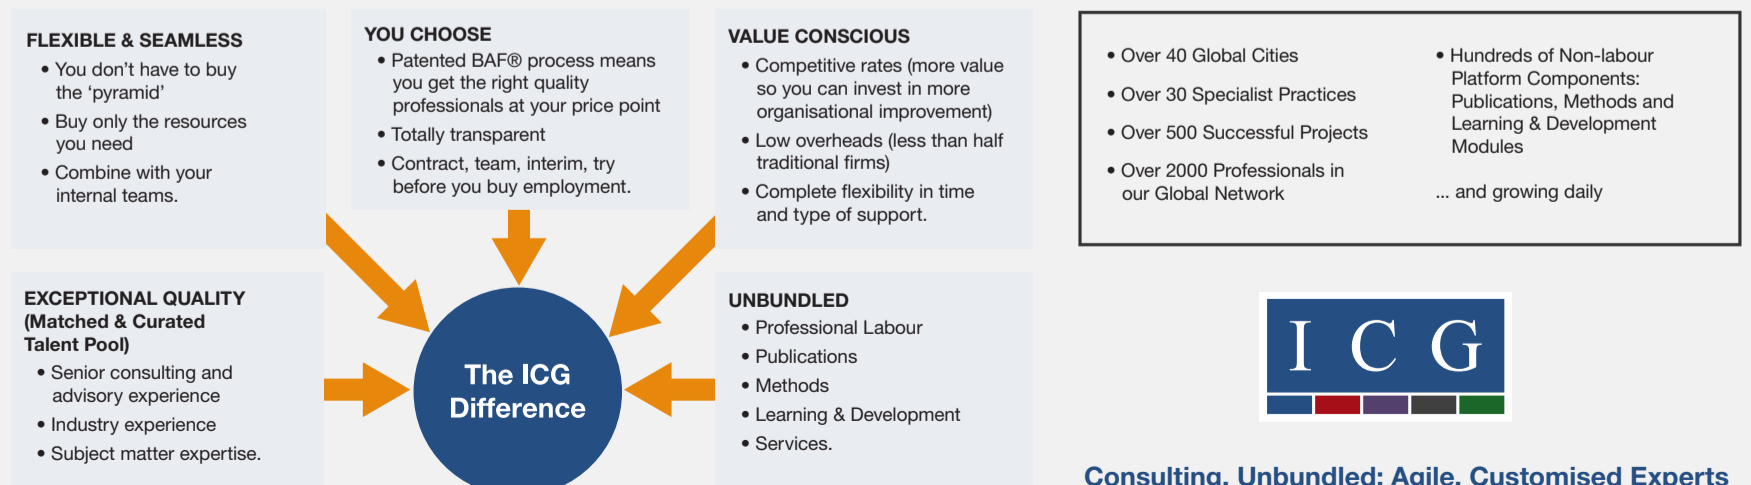 FLEXIBLE & SEAMLESS
• You don’t have to buy
the ‘pyramid’
• Buy only the resources
you need
• Combine with your
internal teams.
YOU CHOOSE
• Patented BAF® process means
you get the right quality
professionals at your price point
• Totally transparent
• Contract, team, interim, try
before you buy employment.
VALUE CONSCIOUS
• Competitive rates (more value
so you can invest in more
organisational improvement)
• Low overheads (less than half
traditional firms)
• Complete flexibility in time
and type of support.
EXCEPTIONAL QUALITY
(Matched & Curated
Talent Pool)
• Senior consulting and
advisory experience
• Industry experience
• Subject matter expertise.
The ICG
Difference
UNBUNDLED
• Professional Labour
• Publications
• Methods
• Learning & Development
• Services.
• Over 40 Global Cities
• Over 30 Specialist Practices
• Over 500 Successful Projects
• Over 2000 Professionals in
our Global Network
• Hundreds of Non-labour
Platform Components:
Publications, Methods and
Learning & Development
Modules
... and growing daily
I C G
Consulting. Unbundled: Agile. Customised Experts